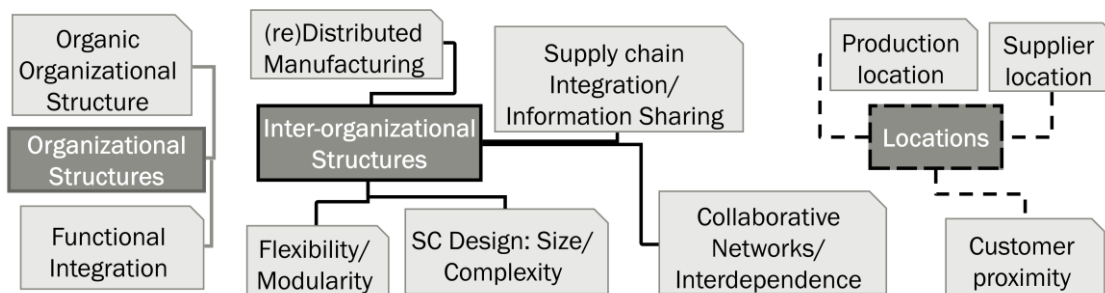 Organic
Organizational
Structure
Organizational
Structures
Functional
Integration
(re)Distributed
Manufacturing
Inter-organizational
Structures
Supply chain
Integration/
Information Sharing
Flexibility/
Modularity
SC Design: Size/
Complexity
Collaborative
Networks/
Interdependence
Production
location
Supplier
location
Locations
Customer
proximity